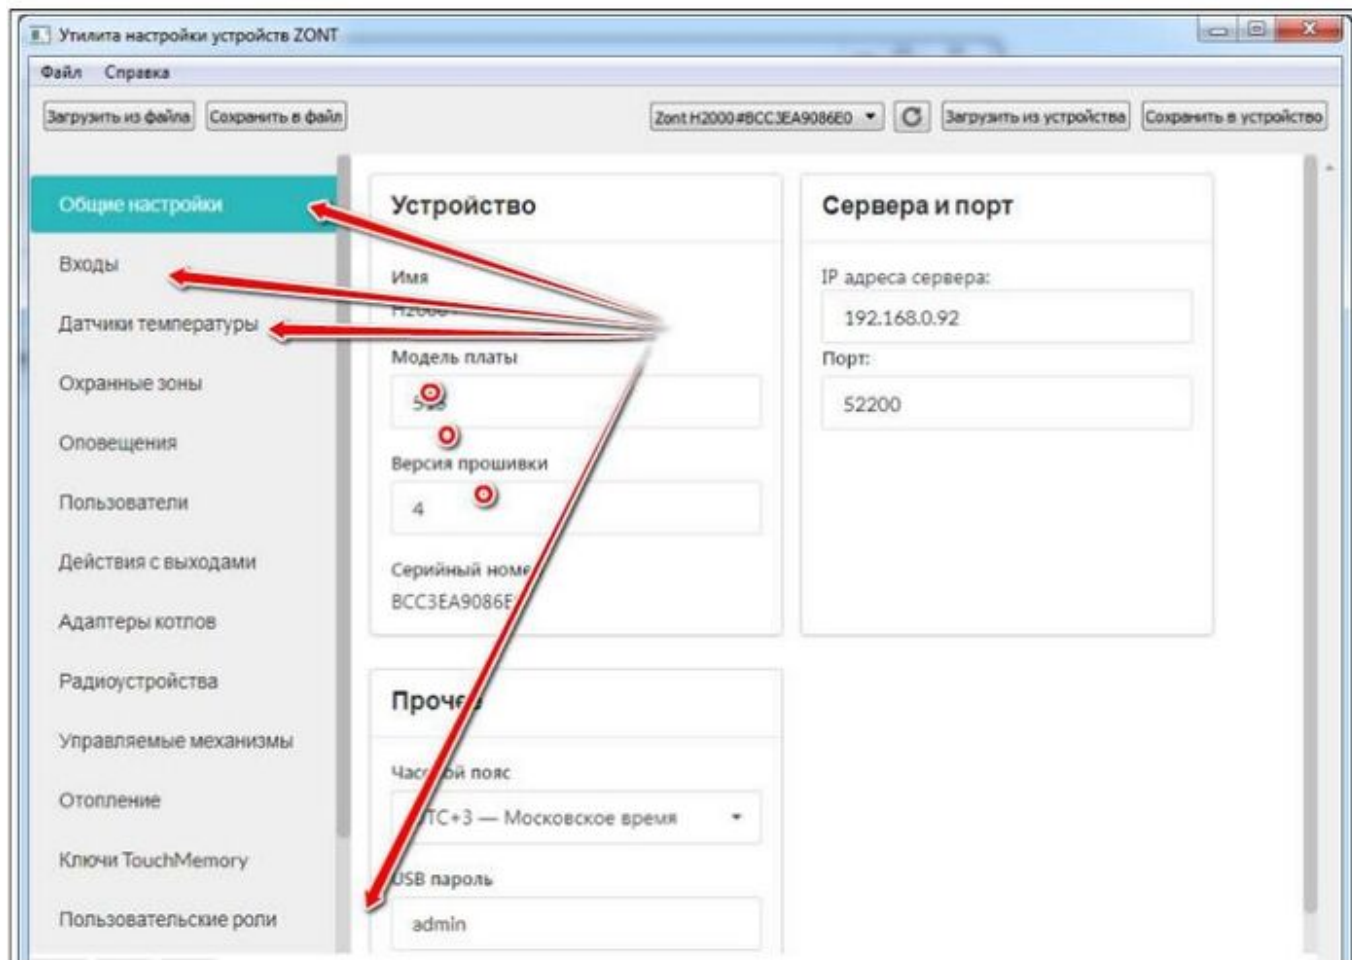 Утилита настройки устройств ZONT
Файл Справка
Загрузить из файла Сохранить в файл Zont H2000 #BCC3EA9086E0 Загрузить из устройства Сохранить в устройство
Общие настройки
Входы
Датчики температуры
Охранные зоны
Оповещения
Пользователи
Действия с выходами
Адаптеры котлов
Радиоустройства
Управляемые механизмы
Отопление
Ключи TouchMemory
Пользовательские роли
Устройство
Имя
Модель платы
Версия прошивки
4
Серийный номе
BCC3EA9086E
Сервера и порт
IP адреса сервера:
192.168.0.92
Порт:
52200
Прочее
Часовой пояс
UTC+3 — Московское время
USB пароль
admin